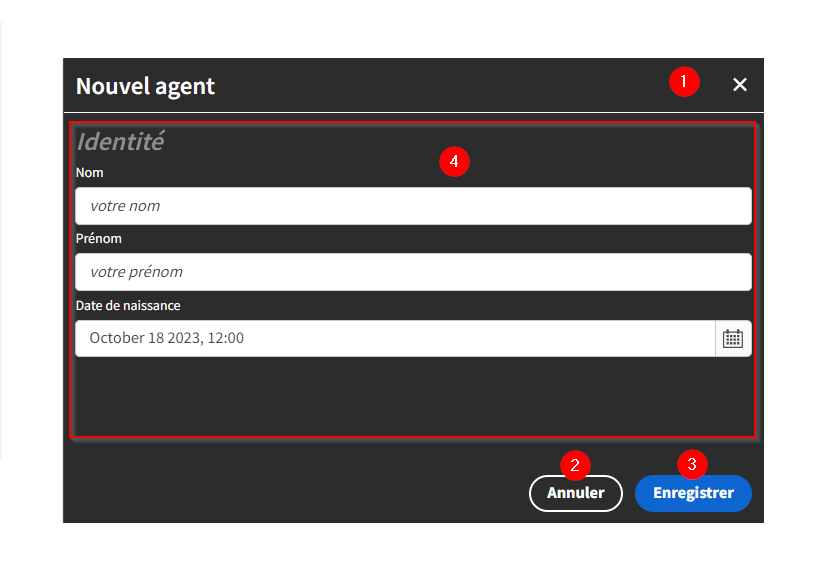 Nouvel agent
1
Identité
4
Nom
votre nom
Prénom
votre prénom
Date de naissance
October 18 2023, 12:00
2
3
Annuler
Enregistrer